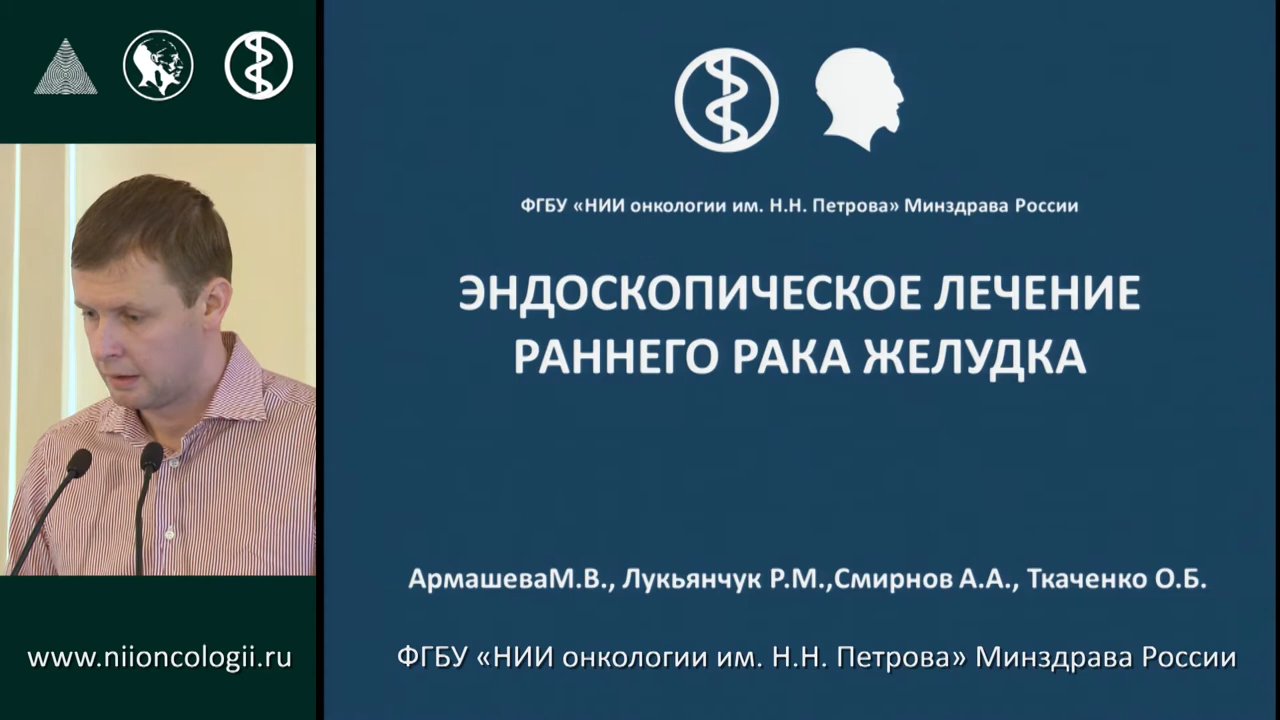 ФГБУ «НИИ онкологии им. Н.Н. Петрова» Минздрава России
ЭНДОСКОПИЧЕСКОЕ ЛЕЧЕНИЕ
РАННЕГО РАКА ЖЕЛУДКА
АрмашеваМ.В., Лукьянчук Р.М.,Смирнов А.А., Ткаченко О.Б.
www.niioncologii.ru
ФГБУ «НИИ онкологии им. Н.Н. Петрова» Минздрава России